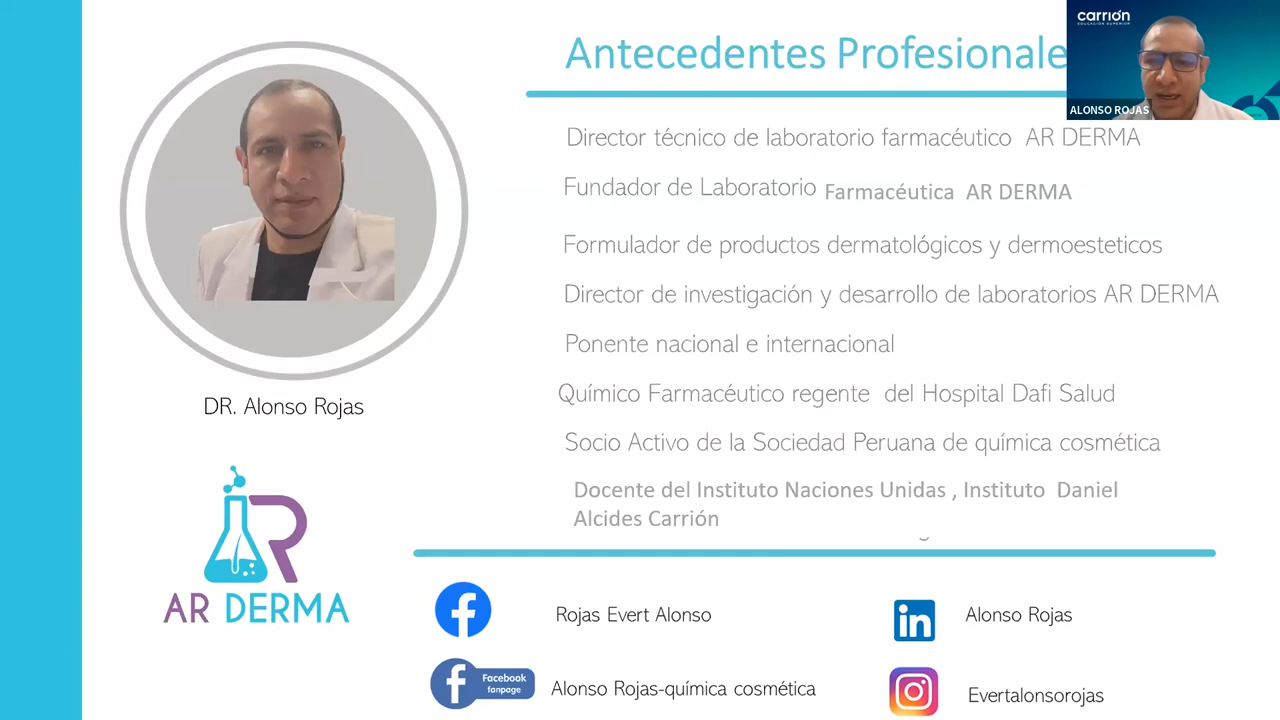 Antecedentes Profesionale
carrión
EDUCACIÓN SUPERIOR
ALONSO ROJAS
Director técnico de laboratorio farmacéutico AR DERMA
Fundador de Laboratorio Farmacéutica AR DERMA
Formulador de productos dermatológicos y dermoesteticos
Director de investigación y desarrollo de laboratorios AR DERMA
Ponente nacional e internacional
Químico Farmacéutico regente del Hospital Dafi Salud
Socio Activo de la Sociedad Peruana de química cosmética
Docente del Instituto Naciones Unidas , Instituto Daniel
Alcides Carrión
DR. Alonso Rojas
AR DERMA
Rojas Evert Alonso
Alonso Rojas
Facebook
fanpage
Alonso Rojas-química cosmética
Evertalonsorojas